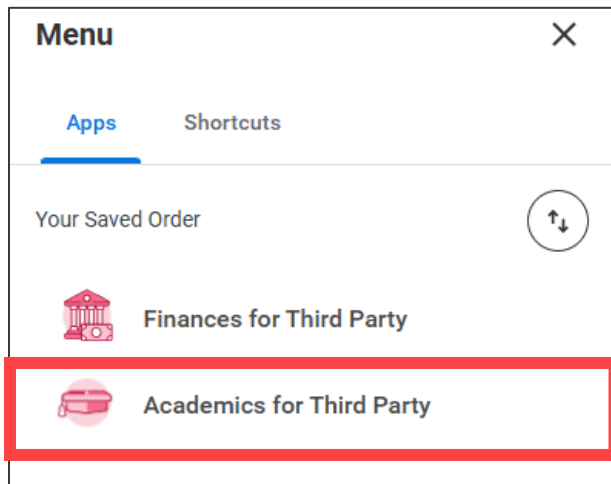 Menu
Apps Shortcuts
Your Saved Order
Finances for Third Party
Academics for Third Party